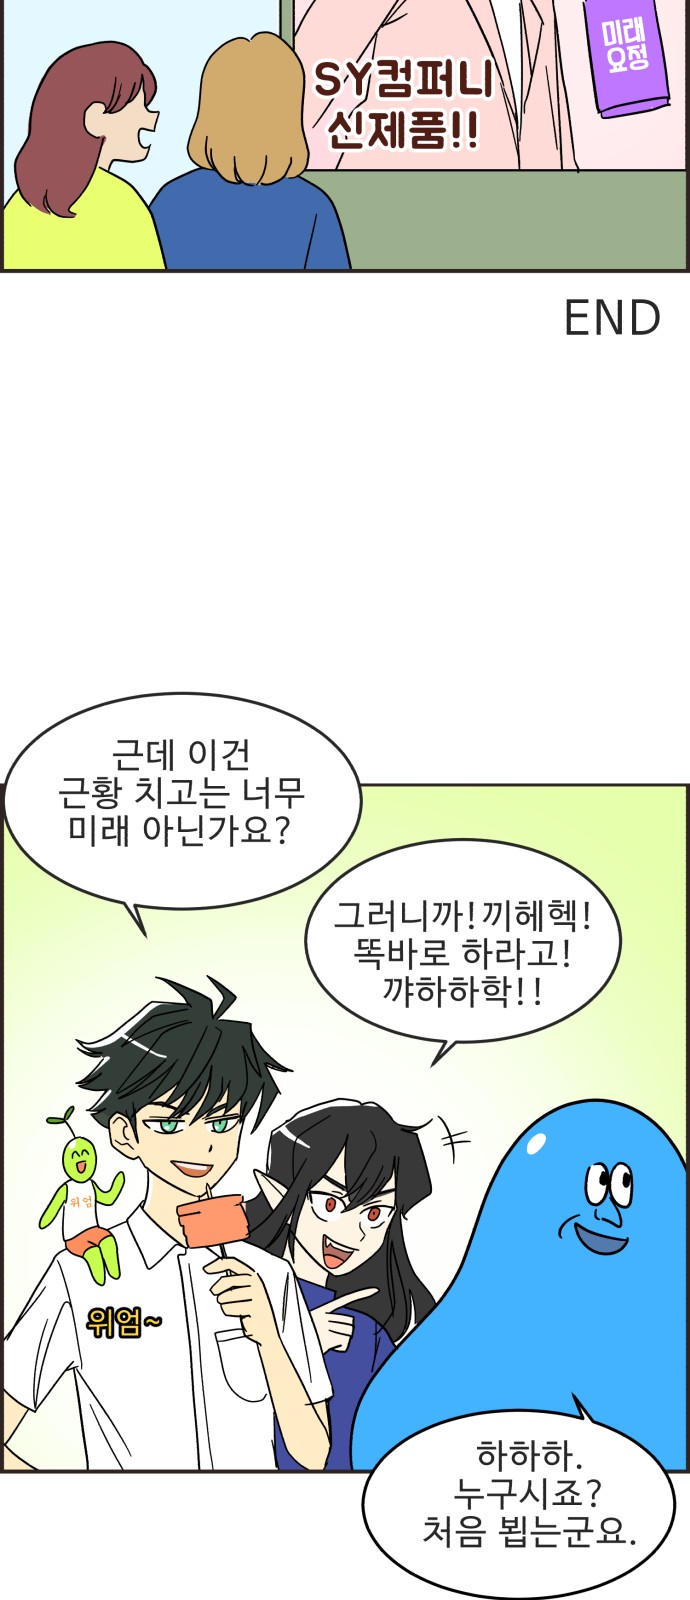 미래
요정
SY컴퍼니
신제품!!
END
근데 이건
근황 치고는 너무
미래 아닌가요?
그러니까! 끼헤헥!
똑바로 하라고!
꺄하하학!!
위엄
위엄~
하하하.
누구시죠?
처음 뵙는군요.